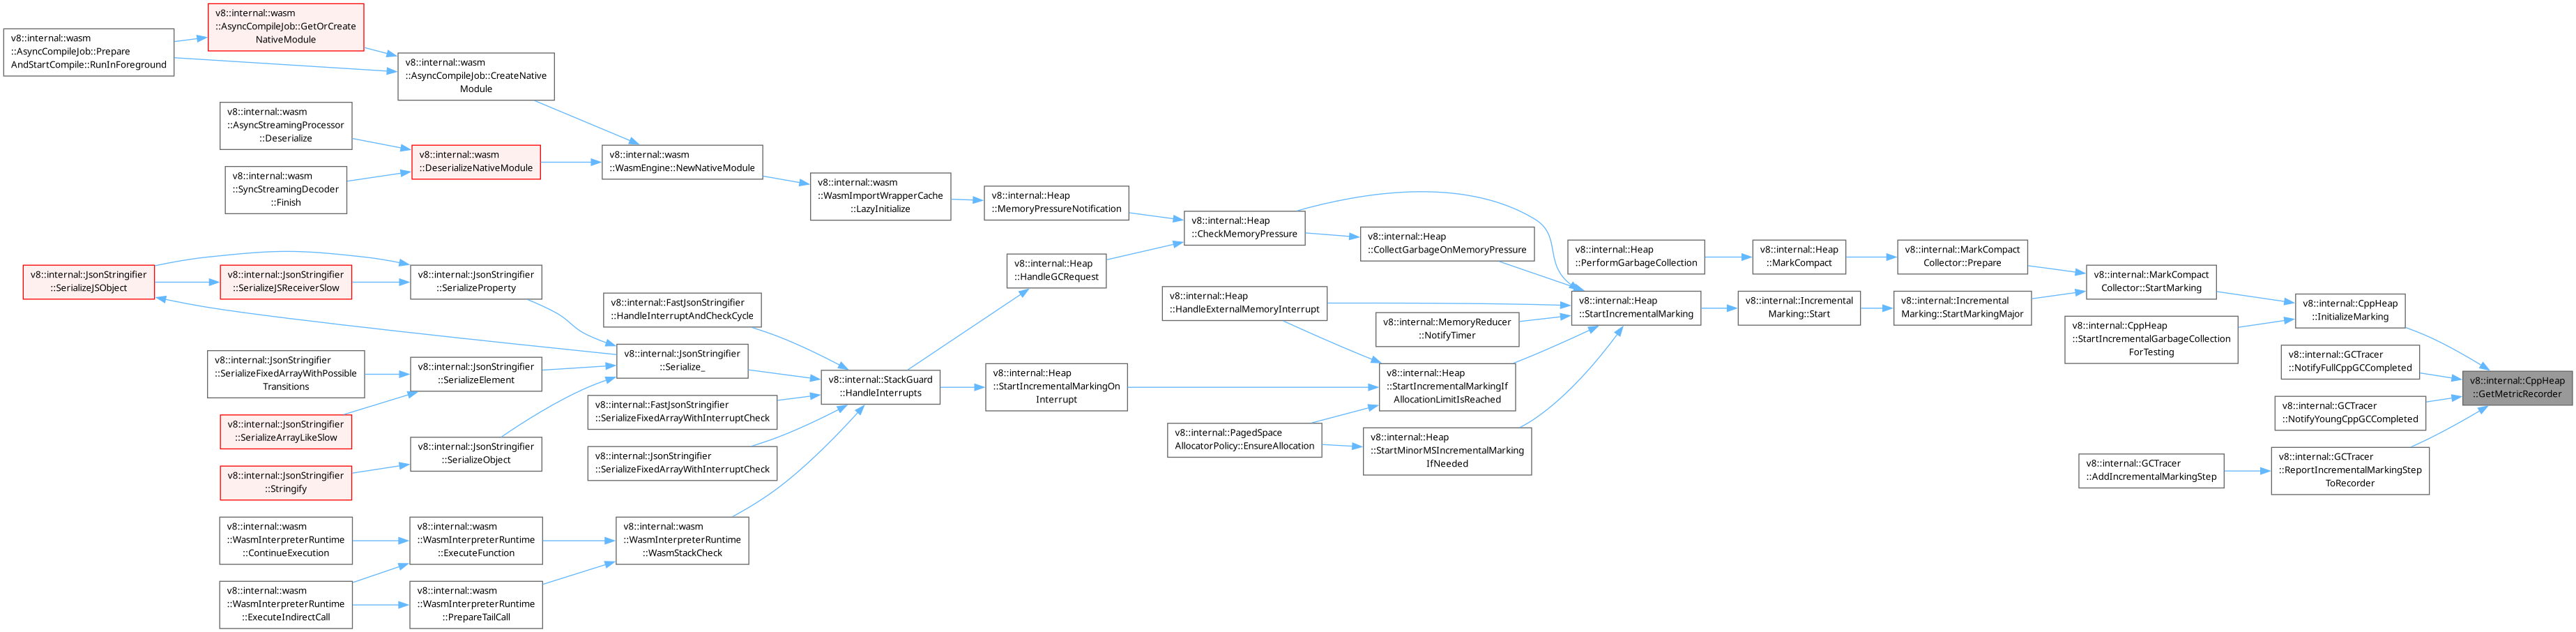 v8::internal::wasm
::AsyncCompileJob::Prepare
AndStartCompile::RunInForeground
v8::internal::wasm
::AsyncCompileJob::GetOrCreate
NativeModule
v8::internal::wasm
::AsyncCompileJob::CreateNative
Module
v8::internal::wasm
::AsyncStreamingProcessor
::Deserialize
v8::internal::wasm
::SyncStreamingDecoder
::Finish
v8::internal::wasm
::DeserializeNativeModule
v8::internal::wasm
::WasmEngine::NewNativeModule
v8::internal::wasm
::WasmImportWrapperCache
::LazyInitialize
v8::internal::Heap
::MemoryPressureNotification
v8::internal::Heap
::CheckMemoryPressure
v8::internal::Heap
::HandleGCRequest
v8::internal::Heap
::CollectGarbageOnMemoryPressure
v8::internal::Heap
::HandleExternalMemoryInterrupt
v8::internal::MemoryReducer
::NotifyTimer
v8::internal::Heap
::StartIncrementalMarkingIf
AllocationLimitIsReached
v8::internal::Heap
::StartIncrementalMarkingOn
Interrupt
v8::internal::PagedSpace
AllocatorPolicy::EnsureAllocation
v8::internal::Heap
::StartMinorMSIncrementalMarking
IfNeeded
v8::internal::Heap
::PerformGarbageCollection
v8::internal::Heap
::MarkCompact
v8::internal::MarkCompact
Collector::Prepare
v8::internal::Heap
::StartIncrementalMarking
v8::internal::Incremental
Marking::Start
v8::internal::Incremental
Marking::StartMarkingMajor
v8::internal::MarkCompact
Collector::StartMarking
v8::internal::CppHeap
::InitializeMarking
v8::internal::CppHeap
::StartIncrementalGarbageCollection
ForTesting
v8::internal::GCTracer
::NotifyFullCppGCCompleted
v8::internal::GCTracer
::NotifyYoungCppGCCompleted
v8::internal::GCTracer
::ReportIncrementalMarkingStep
ToRecorder
v8::internal::GCTracer
::AddIncrementalMarkingStep
v8::internal::CppHeap
::GetMetricRecorder
v8::internal::JsonStringifier
::SerializeJSObject
v8::internal::JsonStringifier
::SerializeJSReceiverSlow
v8::internal::JsonStringifier
::SerializeProperty
v8::internal::FastJsonStringifier
::HandleInterruptAndCheckCycle
v8::internal::JsonStringifier
::Serialize_
v8::internal::JsonStringifier
::SerializeFixedArrayWithPossible
Transitions
v8::internal::JsonStringifier
::SerializeElement
v8::internal::JsonStringifier
::SerializeArrayLikeSlow
v8::internal::FastJsonStringifier
::SerializeFixedArrayWithInterruptCheck
v8::internal::StackGuard
::HandleInterrupts
v8::internal::JsonStringifier
::SerializeObject
v8::internal::JsonStringifier
::Stringify
v8::internal::JsonStringifier
::SerializeFixedArrayWithInterruptCheck
v8::internal::wasm
::WasmInterpreterRuntime
::ContinueExecution
v8::internal::wasm
::WasmInterpreterRuntime
::ExecuteFunction
v8::internal::wasm
::WasmInterpreterRuntime
::WasmStackCheck
v8::internal::wasm
::WasmInterpreterRuntime
::ExecuteIndirectCall
v8::internal::wasm
::WasmInterpreterRuntime
::PrepareTailCall